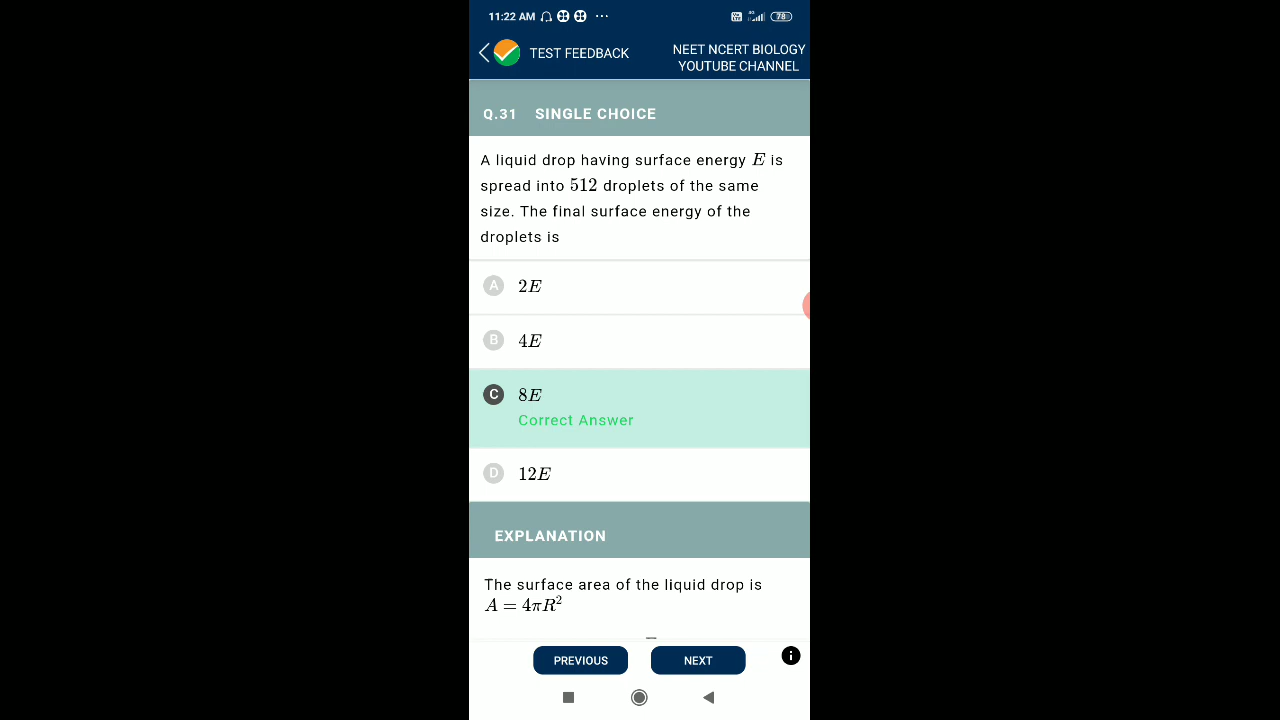 11:22 AM ...
4G 78
TEST FEEDBACK
NEET NCERT BIOLOGY
YOUTUBE CHANNEL
Q.31 SINGLE CHOICE
A liquid drop having surface energy E is
spread into 512 droplets of the same
size. The final surface energy of the
droplets is
A 2E
B 4E
C 8E
Correct Answer
D 12E
EXPLANATION
The surface area of the liquid drop is
A = 4πR²
PREVIOUS
NEXT